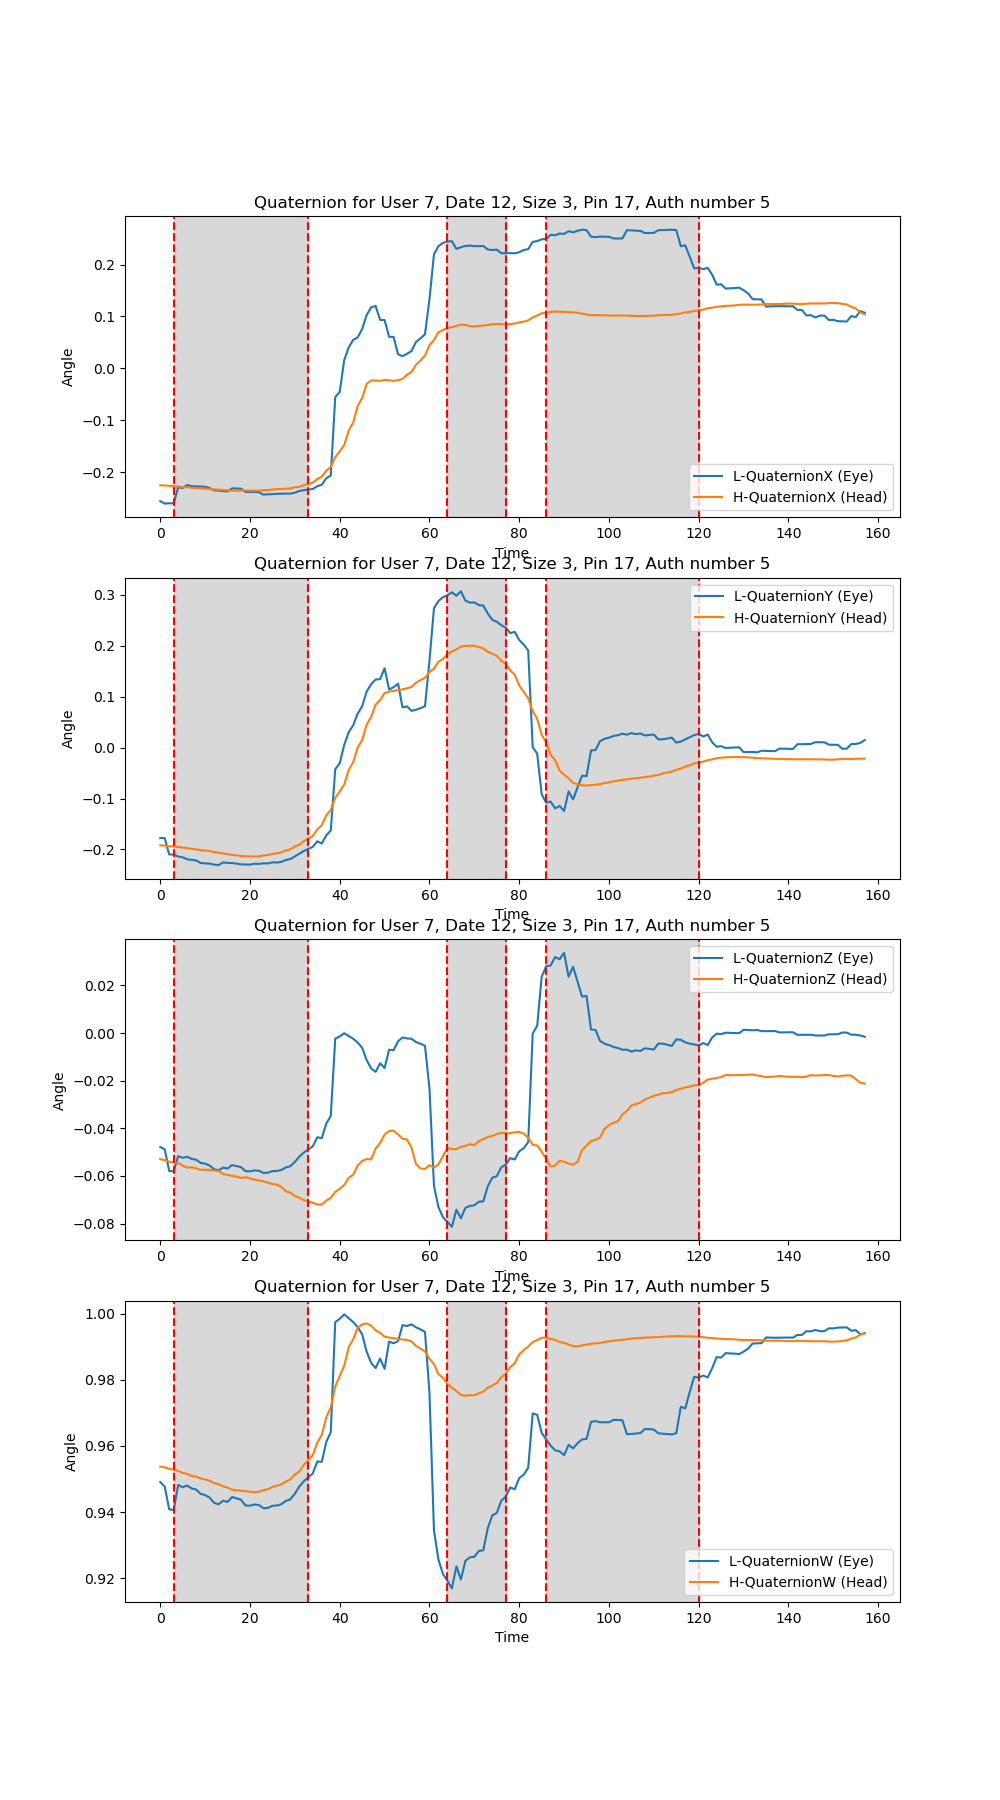 Quaternion for User 7, Date 12, Size 3, Pin 17, Auth number 5
0.2
0.1
0.0
−0.1
−0.2
Angle
L-QuaternionX (Eye)
H-QuaternionX (Head)
0 20 40 60 80 100 120 140 160
Time
Quaternion for User 7, Date 12, Size 3, Pin 17, Auth number 5
L-QuaternionY (Eye)
H-QuaternionY (Head)
0.3
0.2
0.1
0.0
−0.1
−0.2
Angle
0 20 40 60 80 100 120 140 160
Time
Quaternion for User 7, Date 12, Size 3, Pin 17, Auth number 5
L-QuaternionZ (Eye)
H-QuaternionZ (Head)
0.02
0.00
−0.02
−0.04
−0.06
−0.08
Angle
0 20 40 60 80 100 120 140 160
Time
Quaternion for User 7, Date 12, Size 3, Pin 17, Auth number 5
1.00
0.98
0.96
0.94
0.92
Angle
L-QuaternionW (Eye)
H-QuaternionW (Head)
0 20 40 60 80 100 120 140 160
Time